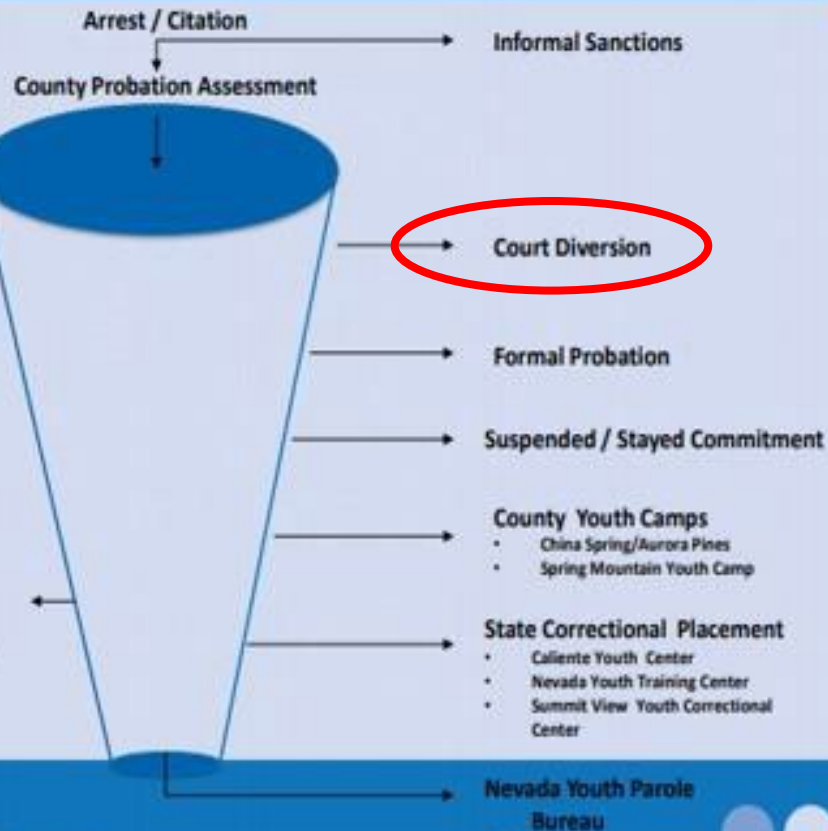 Arrest / Citation
Informal Sanctions
County Probation Assessment
Court Diversion
Formal Probation
Suspended / Stayed Commitment
County Youth Camps
• China Spring/Aurora Pines
• Spring Mountain Youth Camp
State Correctional Placement
• Caliente Youth Center
• Nevada Youth Training Center
• Summit View Youth Correctional
Center
Nevada Youth Parole
Bureau